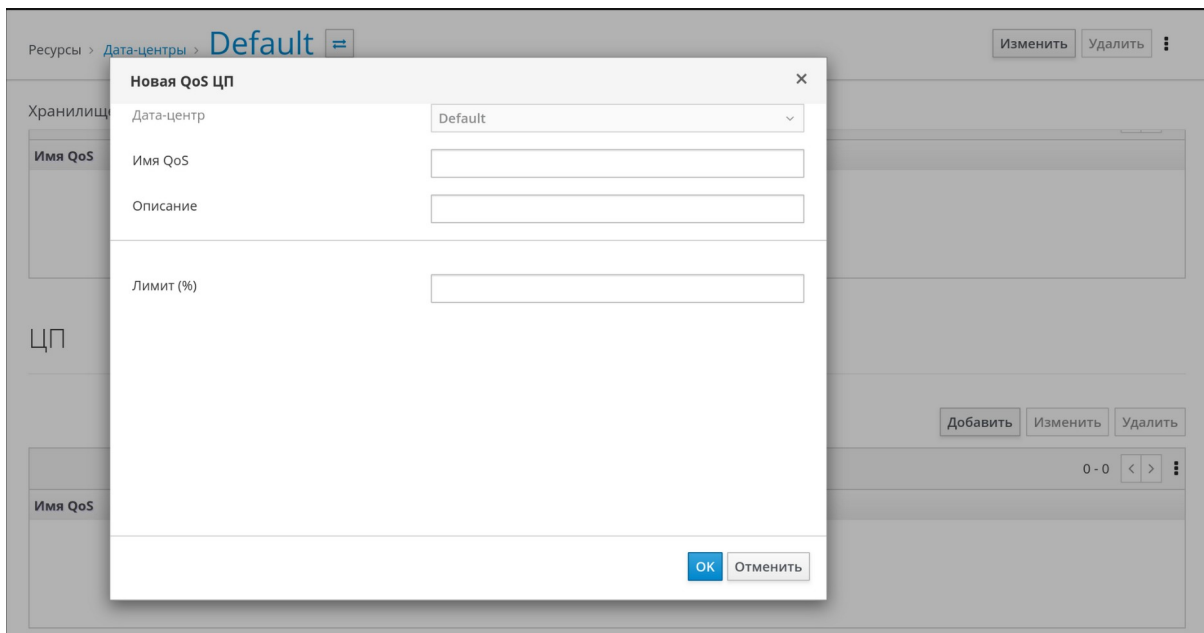 Ресурсы > Дата-центры > Default
Изменить Удалить
Новая QoS ЦП
Хранилищ
Дата-центр Default
Имя QoS
Имя QoS
Описание
Лимит (%)
ЦП
Добавить Изменить Удалить
0 - 0 < >
Имя QoS
OK Отменить